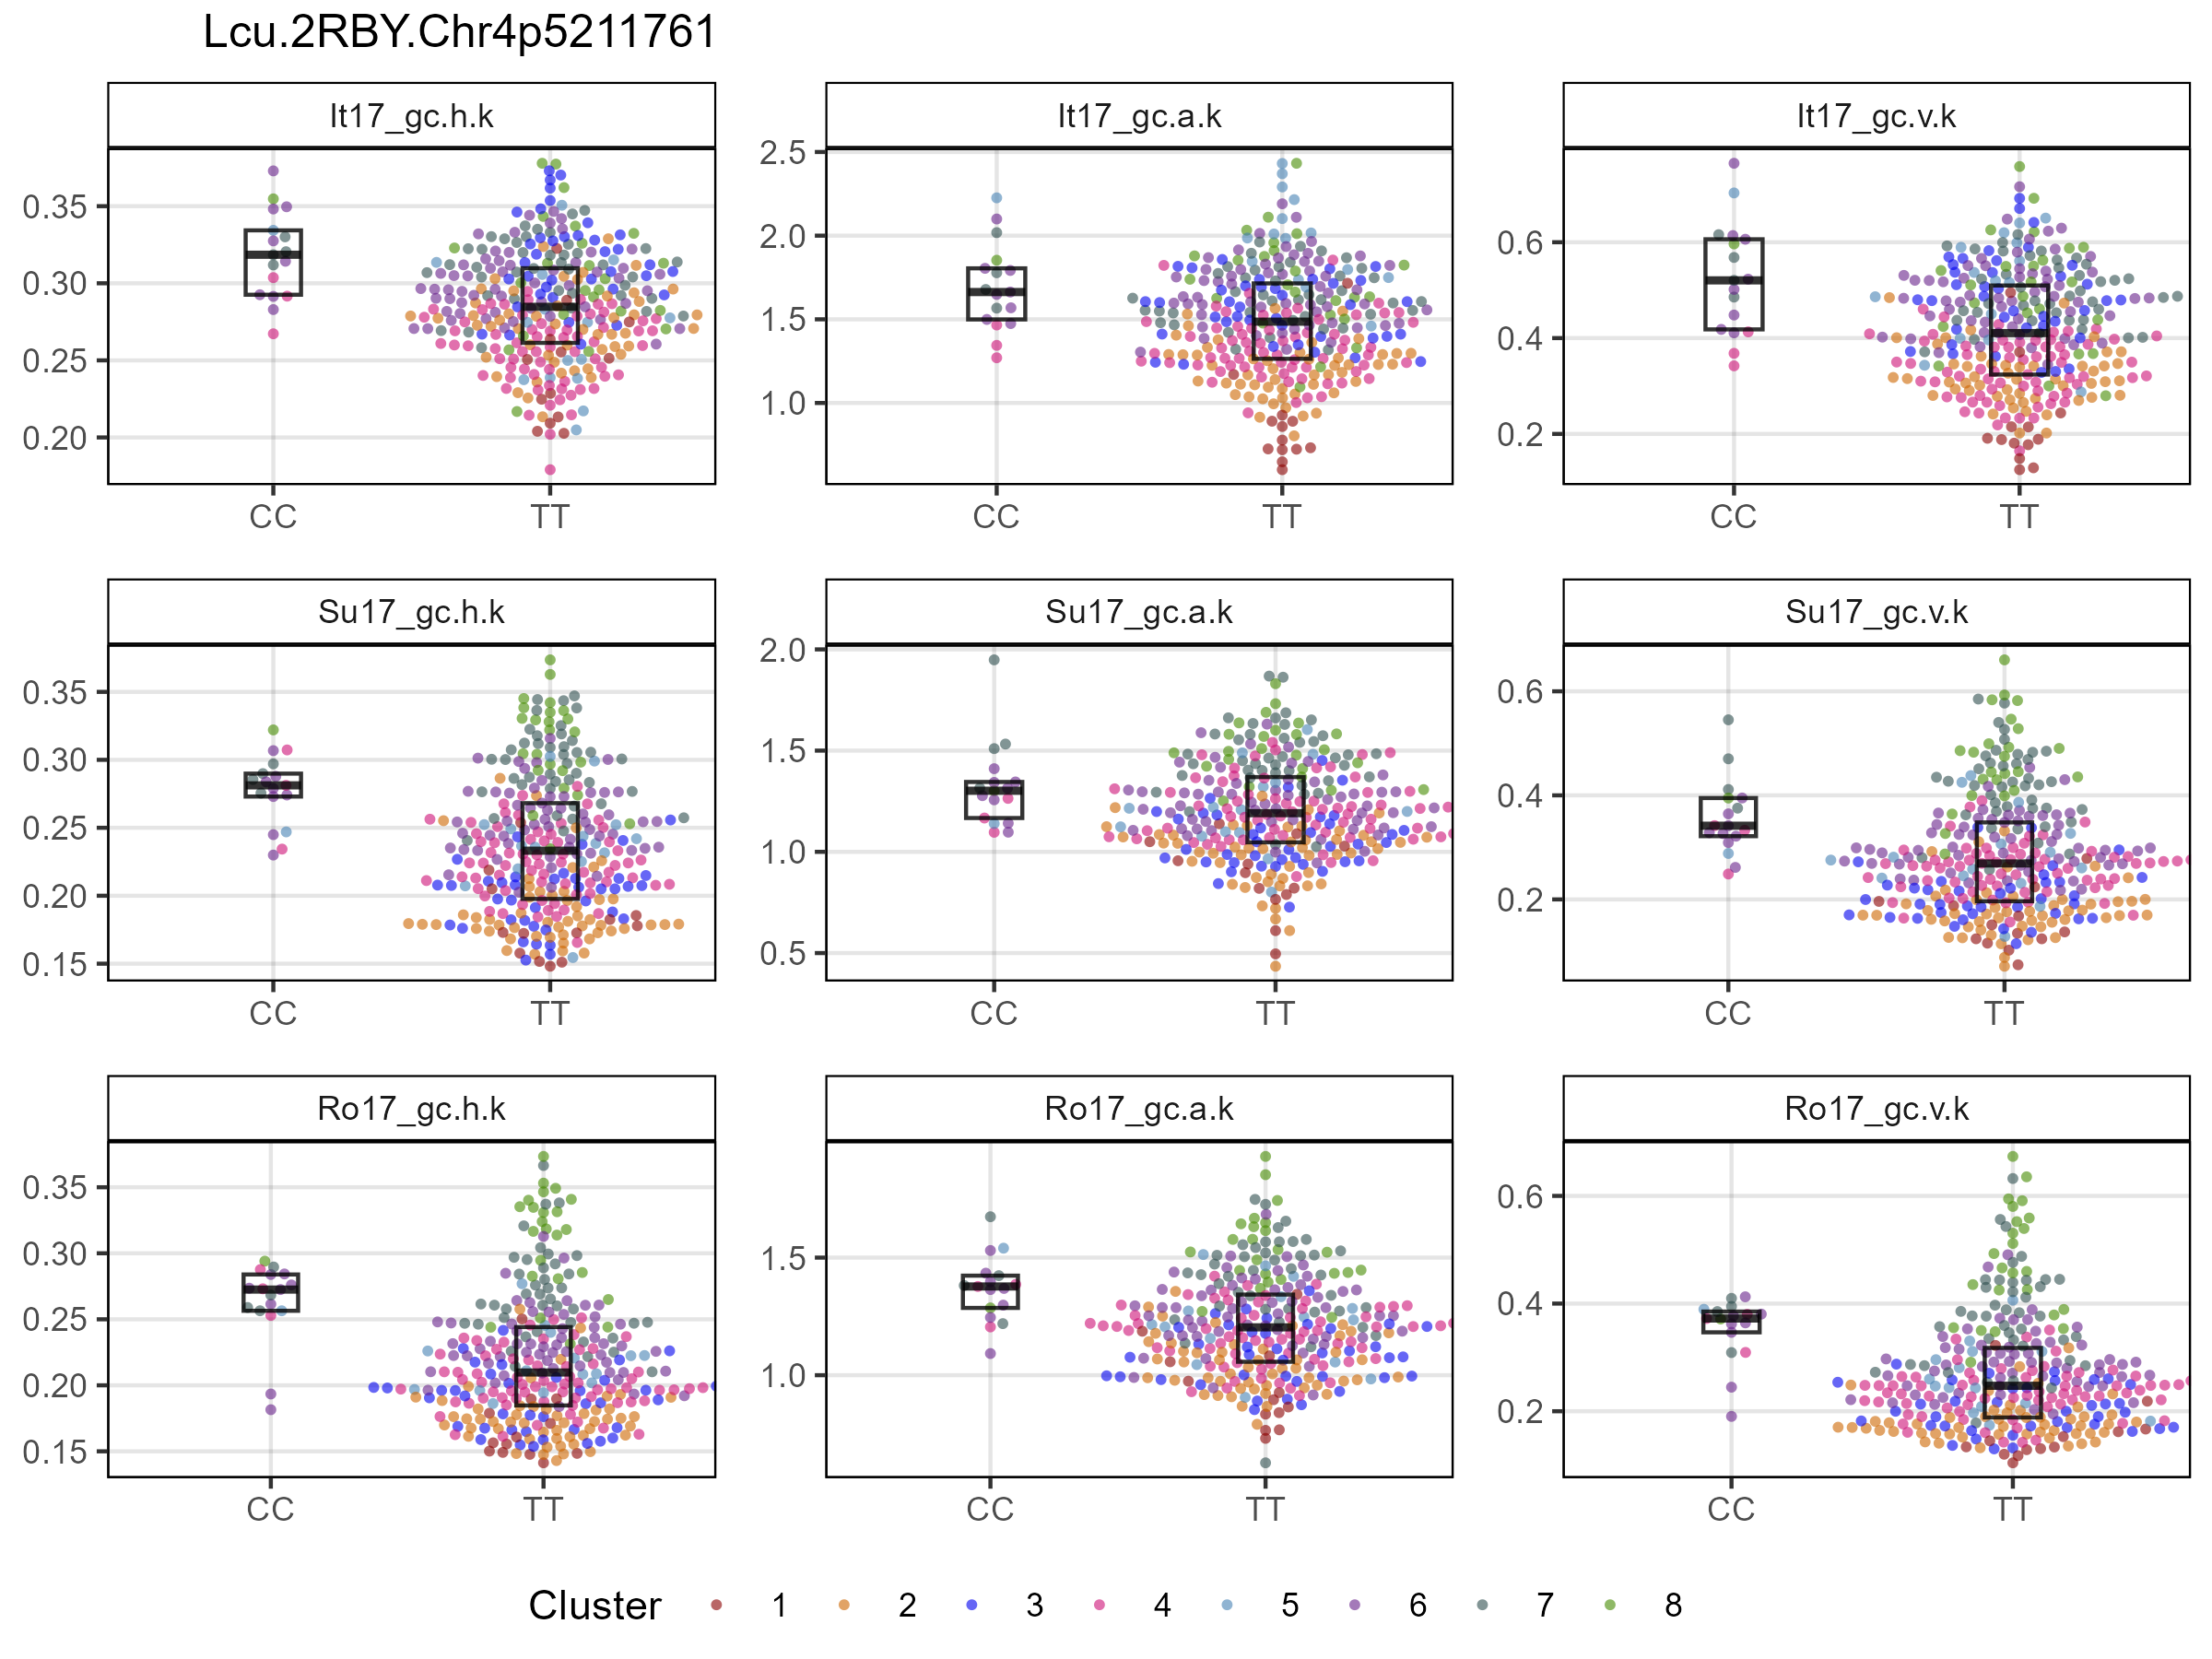 Lcu.2RBY.Chr4p5211761
It17_gc.h.k
It17_gc.a.k
It17_gc.v.k
0.35
0.30
0.25
0.20
CC TT
2.5
2.0
1.5
1.0
CC TT
0.6
0.4
0.2
CC TT
Su17_gc.h.k
Su17_gc.a.k
Su17_gc.v.k
0.35
0.30
0.25
0.20
0.15
CC TT
2.0
1.5
1.0
0.5
CC TT
0.6
0.4
0.2
CC TT
Ro17_gc.h.k
Ro17_gc.a.k
Ro17_gc.v.k
0.35
0.30
0.25
0.20
0.15
CC TT
1.5
1.0
CC TT
0.6
0.4
0.2
CC TT
Cluster 1 2 3 4 5 6 7 8